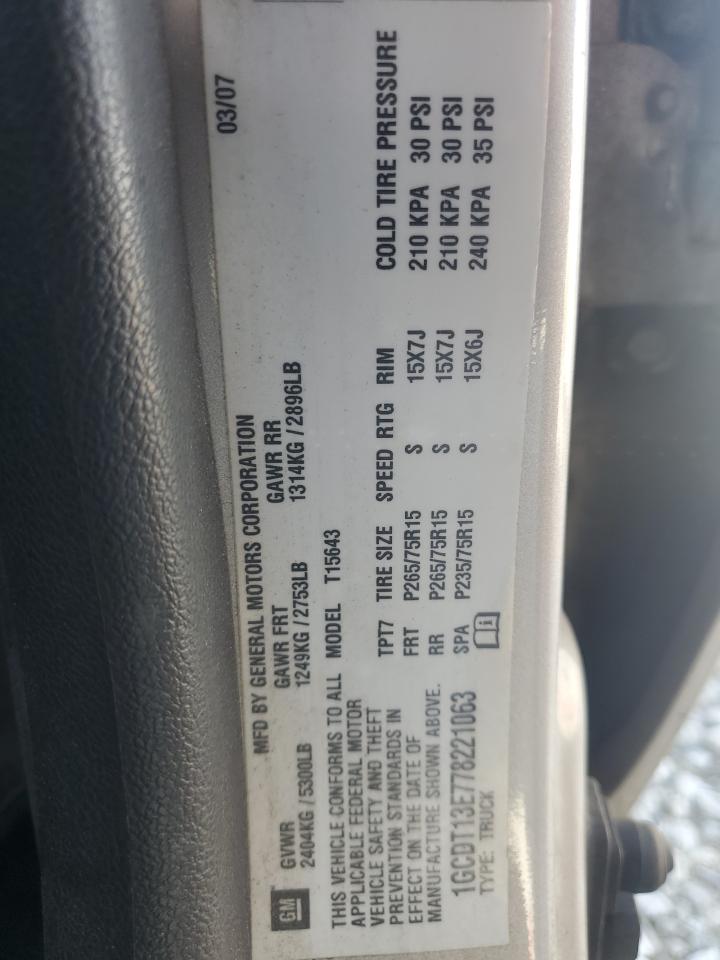 03/07
MFD BY GENERAL MOTORS CORPORATION
GM
GVWR GAWR FRT GAWR RR
2404KG/5300LB 1249KG/2753LB 1314KG/2896LB
THIS VEHICLE CONFORMS TO ALL
APPLICABLE FEDERAL MOTOR
VEHICLE SAFETY AND THEFT
PREVENTION STANDARDS IN
EFFECT ON THE DATE OF
MANUFACTURE SHOWN ABOVE.
1GCDT13E778221063
TYPE: TRUCK
MODEL T15643
TPT7 TIRE SIZE SPEED RTG RIM COLD TIRE PRESSURE
FRT P265/75R15 S 15X7J 210 KPA 30 PSI
RR P265/75R15 S 15X7J 210 KPA 30 PSI
SPA P235/75R15 S 15X6J 240 KPA 35 PSI